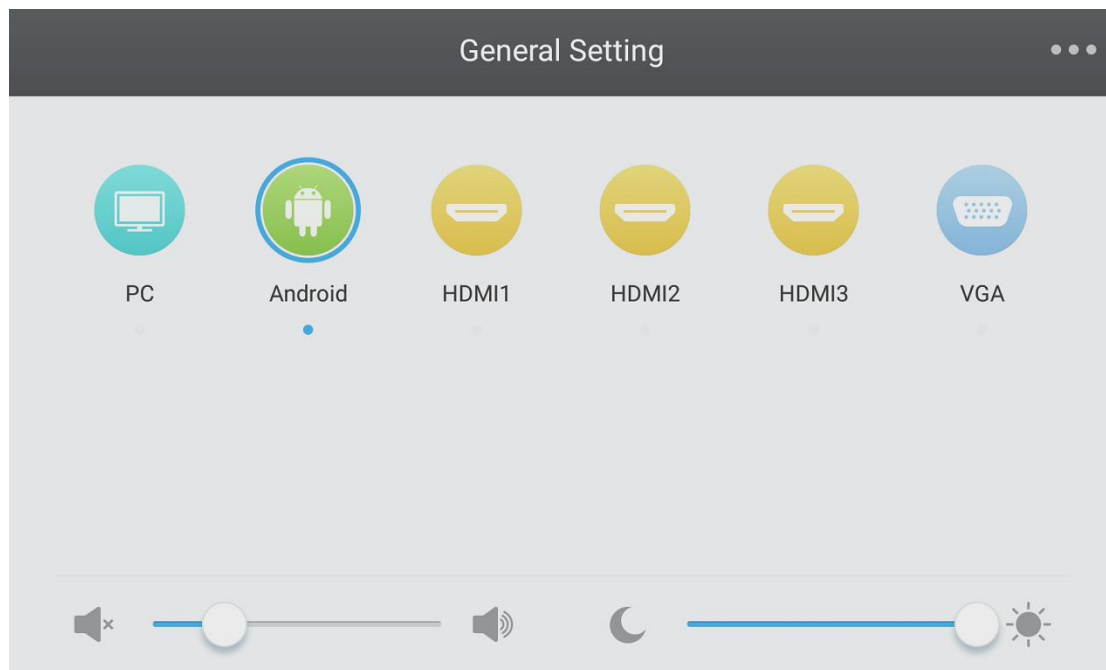 General Setting
PC
Android
HDMI1
HDMI2
HDMI3
VGA